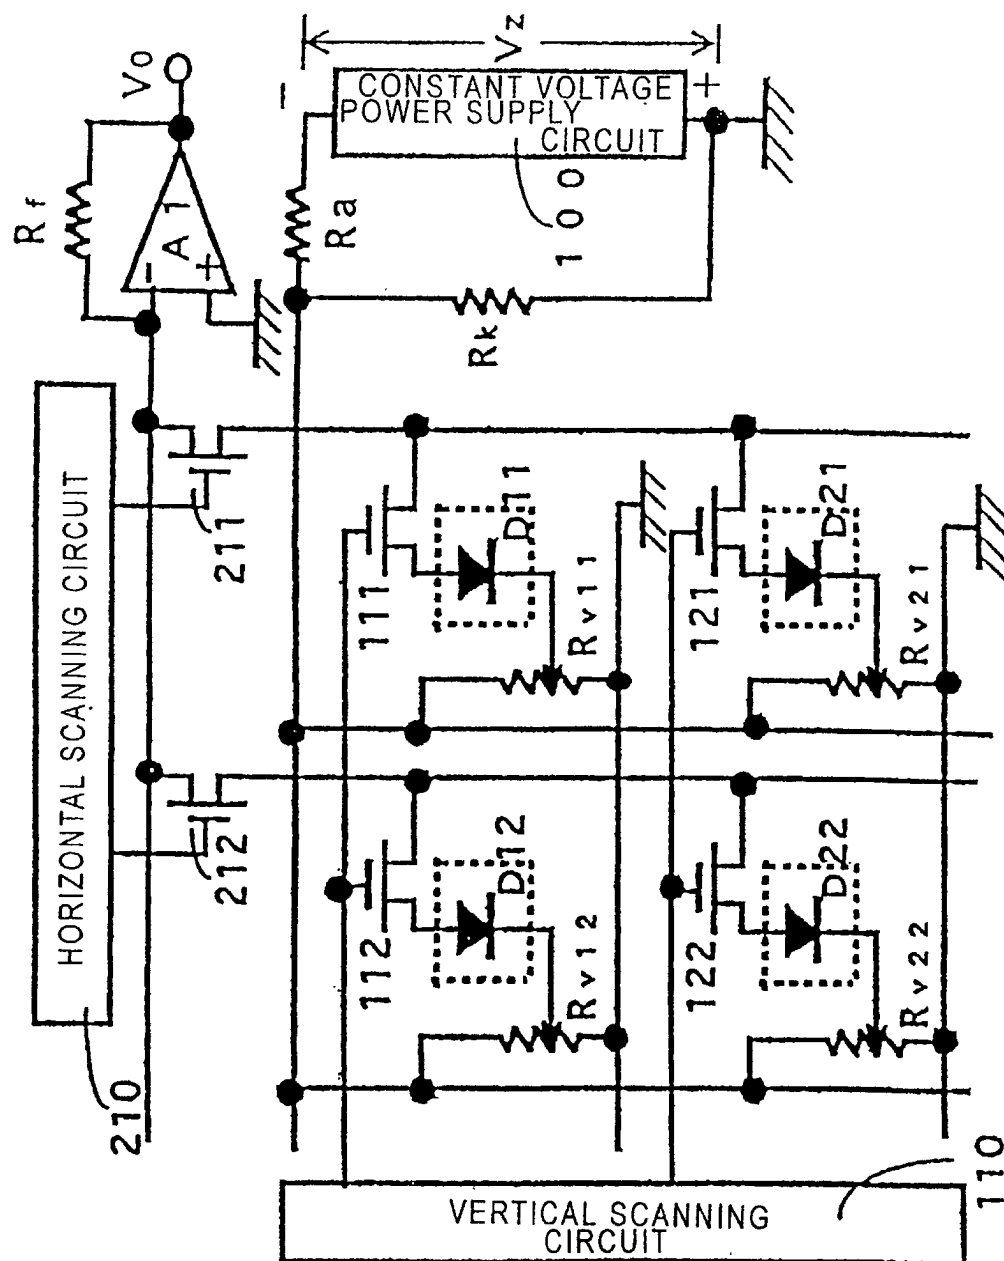 V0
Rf
A1
-
+
Vz
-
+
CONSTANT VOLTAGE
POWER SUPPLY
CIRCUIT
100
Ra
Rk
HORIZONTAL SCANNING CIRCUIT
210
211
212
111
D11
Rv11
121
D21
Rv21
112
D12
Rv12
122
D22
Rv22
VERTICAL SCANNING
CIRCUIT
110